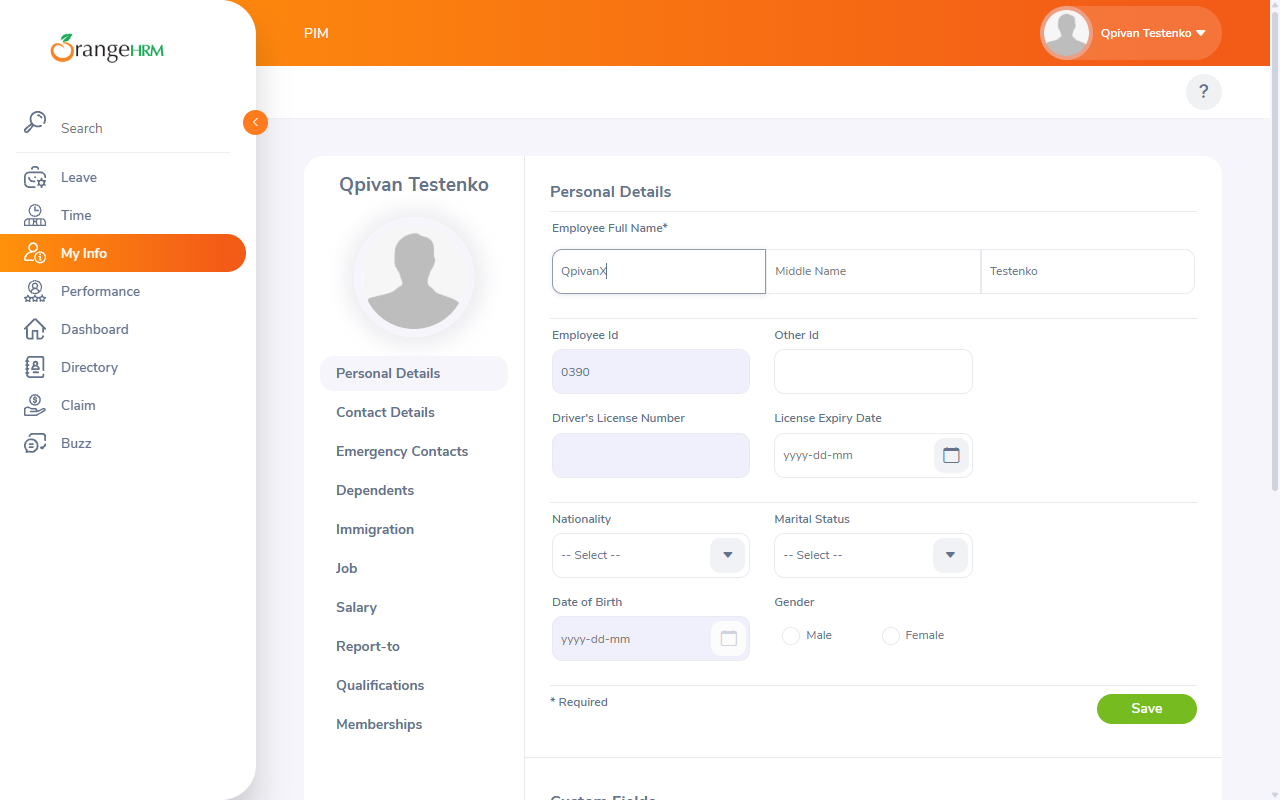 OrangeHRM
PIM
Qpivan Testenko
?
Search
Leave
Time
My Info
Performance
Dashboard
Directory
Claim
Buzz
Qpivan Testenko
Personal Details
Contact Details
Emergency Contacts
Dependents
Immigration
Job
Salary
Report-to
Qualifications
Memberships
Personal Details
Employee Full Name*
QpivanX Middle Name Testenko
Employee Id Other Id
0390
Driver's License Number License Expiry Date
yyyy-dd-mm
Nationality Marital Status
-- Select -- -- Select --
Date of Birth Gender
yyyy-dd-mm Male Female
* Required Save
Custom Fields